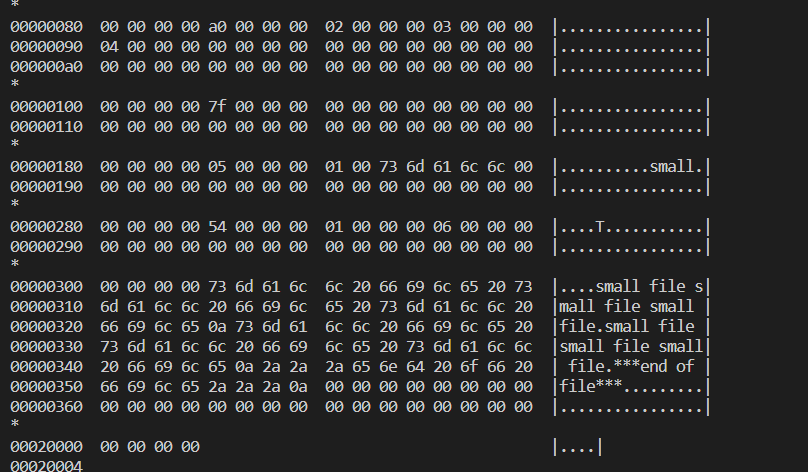 *
00000080  00 00 00 00 a0 00 00 00  02 00 00 00 03 00 00 00  |................|
00000090  04 00 00 00 00 00 00 00  00 00 00 00 00 00 00 00  |................|
000000a0  00 00 00 00 00 00 00 00  00 00 00 00 00 00 00 00  |................|
*
00000100  00 00 00 00 7f 00 00 00  00 00 00 00 00 00 00 00  |................|
00000110  00 00 00 00 00 00 00 00  00 00 00 00 00 00 00 00  |................|
*
00000180  00 00 00 00 05 00 00 00  01 00 73 6d 61 6c 6c 00  |..........small.|
00000190  00 00 00 00 00 00 00 00  00 00 00 00 00 00 00 00  |................|
*
00000280  00 00 00 00 54 00 00 00  01 00 00 00 06 00 00 00  |....T...........|
00000290  00 00 00 00 00 00 00 00  00 00 00 00 00 00 00 00  |................|
*
00000300  00 00 00 00 73 6d 61 6c  6c 20 66 69 6c 65 20 73  |....small file s|
00000310  6d 61 6c 6c 20 66 69 6c  65 20 73 6d 61 6c 6c 20  |mall file small |
00000320  66 69 6c 65 0a 73 6d 61  6c 6c 20 66 69 6c 65 20  |file.small file |
00000330  73 6d 61 6c 6c 20 66 69  6c 65 20 73 6d 61 6c 6c  |small file small|
00000340  20 66 69 6c 65 0a 2a 2a  2a 65 6e 64 20 6f 66 20  | file.***end of |
00000350  66 69 6c 65 2a 2a 2a 0a  00 00 00 00 00 00 00 00  |file***.........|
00000360  00 00 00 00 00 00 00 00  00 00 00 00 00 00 00 00  |................|
*
00020000  00 00 00 00                                       |....|
00020004